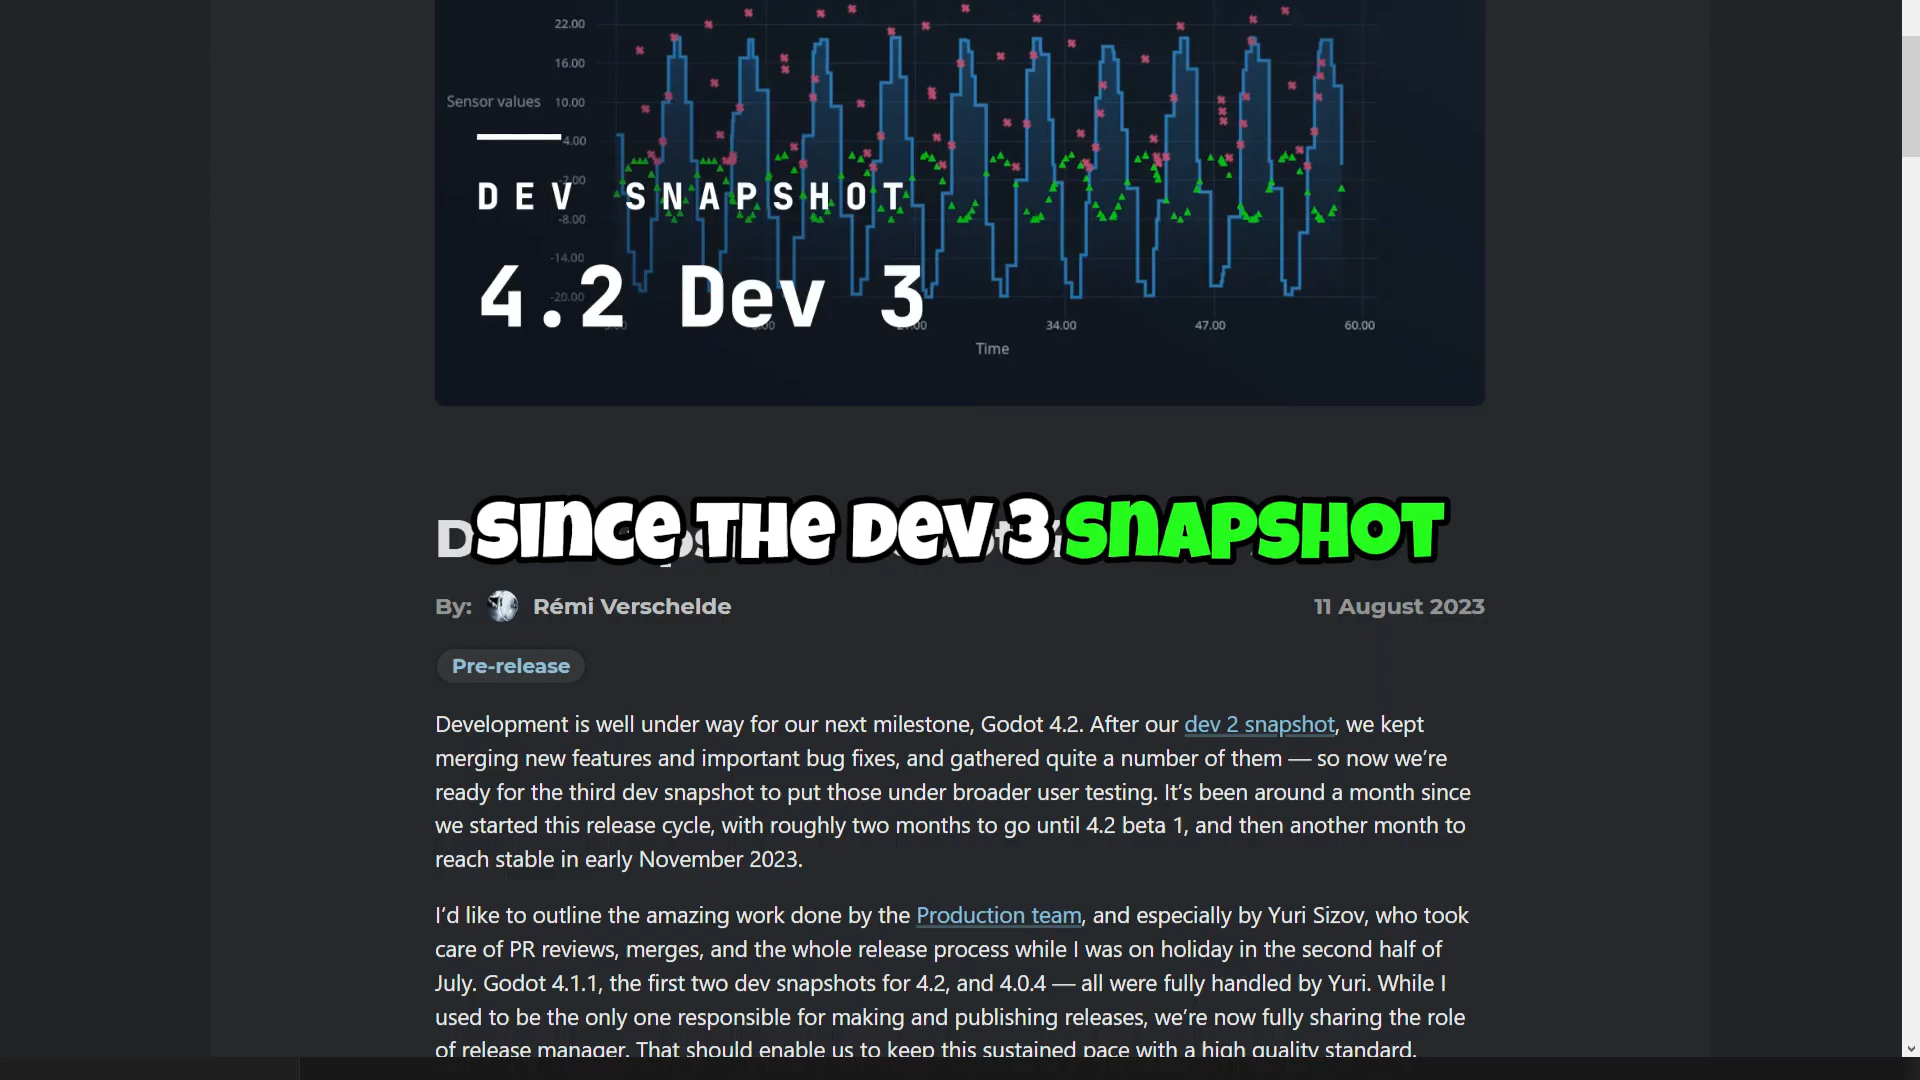 22.00
16.00
Sensor values 10.00
4.00
-2.00
DEV SNAPSHOT
-8.00
-14.00
4.2 Dev 3
-20.00
34.00 47.00 60.00
Time
SINCE THE DEV 3 SNAPSHOT
By: Rémi Verschelde 11 August 2023
Pre-release
Development is well under way for our next milestone, Godot 4.2. After our dev 2 snapshot, we kept
merging new features and important bug fixes, and gathered quite a number of them — so now we’re
ready for the third dev snapshot to put those under broader user testing. It’s been around a month since
we started this release cycle, with roughly two months to go until 4.2 beta 1, and then another month to
reach stable in early November 2023.
I’d like to outline the amazing work done by the Production team, and especially by Yuri Sizov, who took
care of PR reviews, merges, and the whole release process while I was on holiday in the second half of
July. Godot 4.1.1, the first two dev snapshots for 4.2, and 4.0.4 — all were fully handled by Yuri. While I
used to be the only one responsible for making and publishing releases, we’re now fully sharing the role
of release manager. That should enable us to keep this sustained pace with a high quality standard.